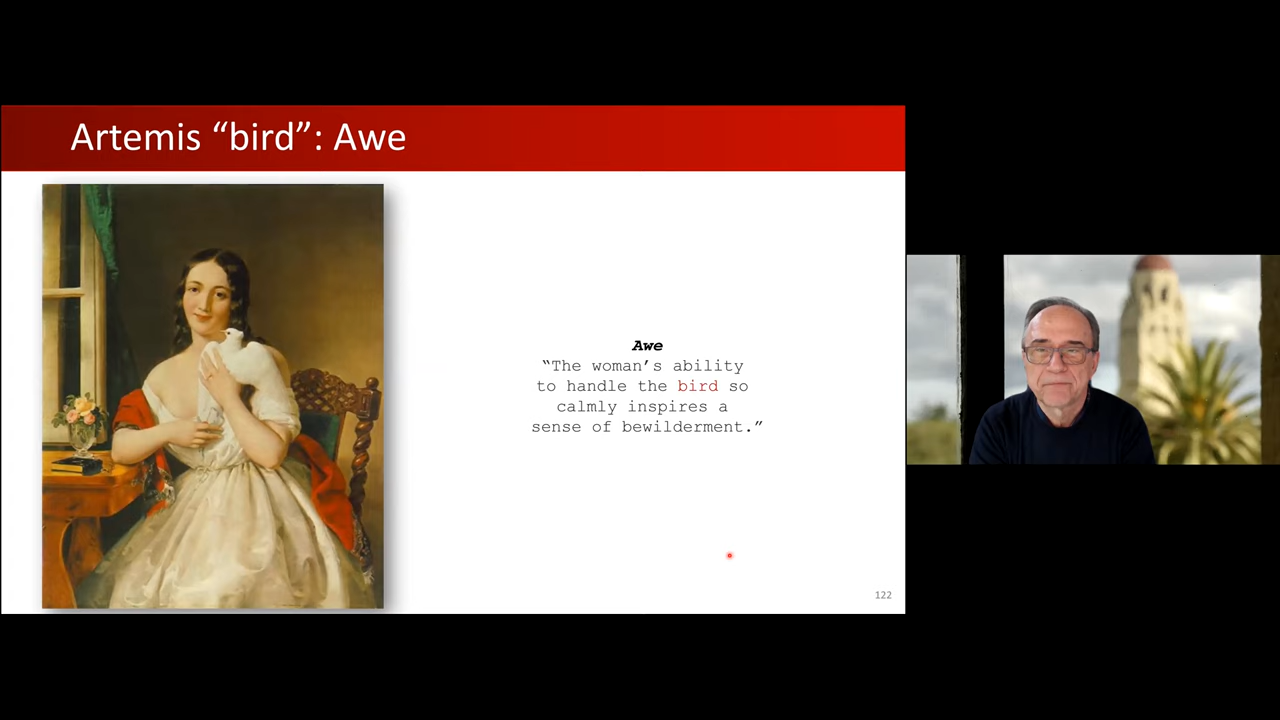 Artemis “bird”: Awe
Awe
“The woman’s ability
to handle the bird so
calmly inspires a
sense of bewilderment.”
122